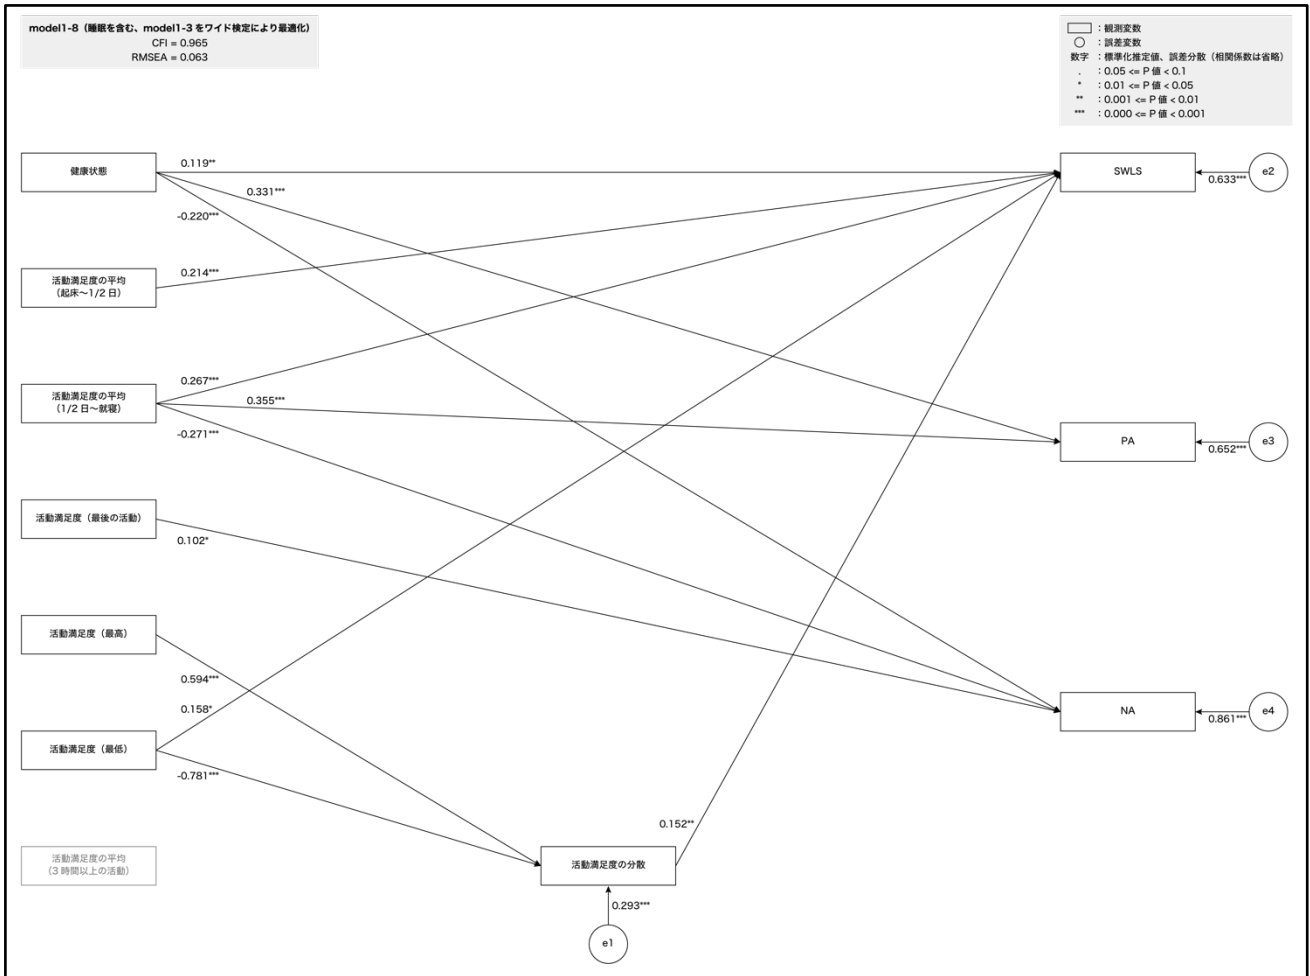 model1-8（睡眠を含む、model1-3 をワイド検定により最適化）
CFI = 0.965
RMSEA = 0.063
：観測変数
：誤差変数
数字 ：標準化推定値、誤差分散（相関係数は省略）
. ：0.05 <= P 値 < 0.1
* ：0.01 <= P 値 < 0.05
** ：0.001 <= P 値 < 0.01
*** ：0.000 <= P 値 < 0.001
健康状態
0.119**
0.331***
-0.220***
SWLS
0.633***
e2
活動満足度の平均
（起床〜1/2 日）
0.214***
活動満足度の平均
（1/2 日〜就寝）
0.267***
0.355***
-0.271***
PA
0.652***
e3
活動満足度（最後の活動）
0.102*
活動満足度（最高）
0.594***
0.158*
活動満足度（最低）
-0.781***
NA
0.861***
e4
活動満足度の平均
（3 時間以上の活動）
0.152**
活動満足度の分散
0.293***
e1